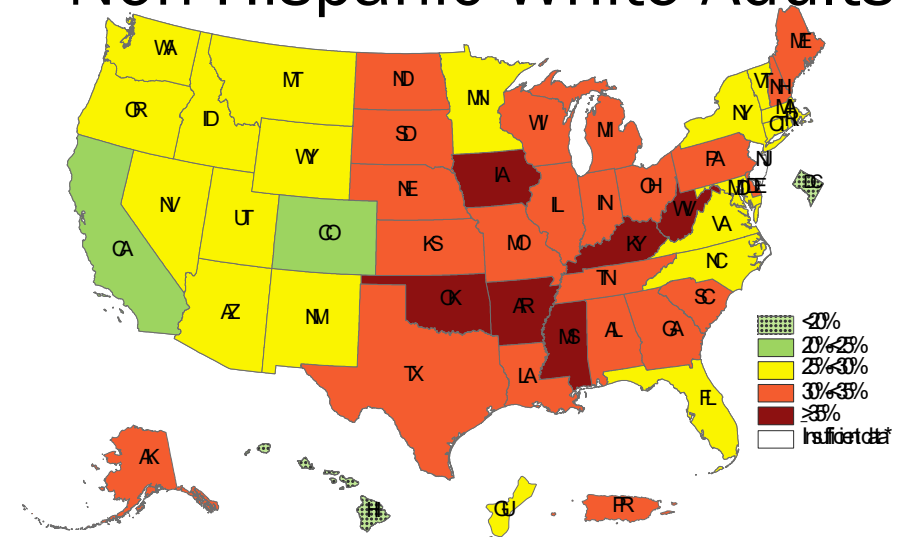 Non-Hispanic White Adults
WA
MT
ND
MN
ME
VT
NH
OR
ID
SD
WI
MI
NY
MA
CT
RI
WY
NE
IA
PA
NJ
NV
UT
CO
IL
IN
OH
MD
DE
DC
WV
VA
CA
KS
MO
KY
NC
AZ
NM
OK
AR
TN
SC
MS
AL
GA
TX
LA
FL
AK
HI
GU
PR
<20%
20%-<25%
25%-<30%
30%-<35%
≥35%
Insufficient data*